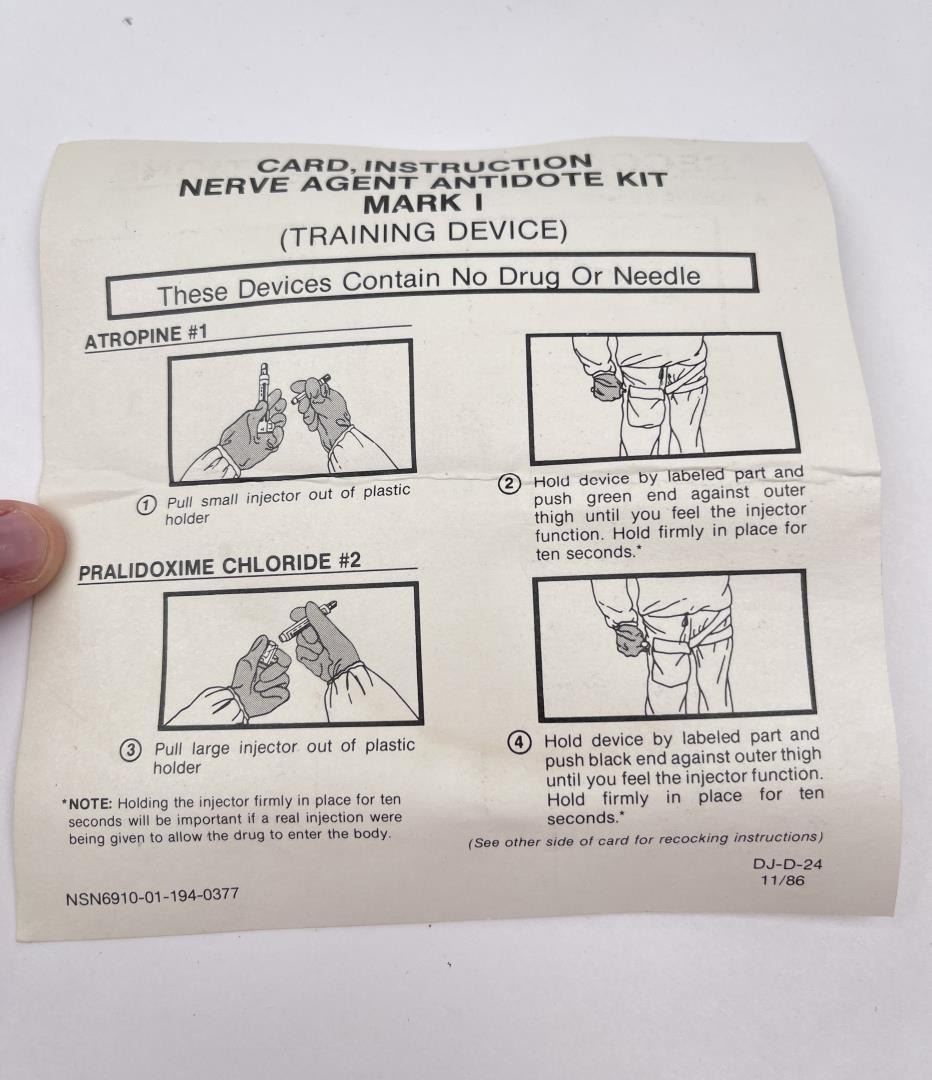 CARD, INSTRUCTION
NERVE AGENT ANTIDOTE KIT
MARK I
(TRAINING DEVICE)
These Devices Contain No Drug Or Needle
ATROPINE #1
1 Pull small injector out of plastic
holder
2 Hold device by labeled part and
push green end against outer
thigh until you feel the injector
function. Hold firmly in place for
ten seconds.*
PRALIDOXIME CHLORIDE #2
3 Pull large injector out of plastic
holder
4 Hold device by labeled part and
push black end against outer thigh
until you feel the injector function.
Hold firmly in place for ten
seconds.*
*NOTE: Holding the injector firmly in place for ten
seconds will be important if a real injection were
being given to allow the drug to enter the body.
(See other side of card for recocking instructions)
DJ-D-24
11/86
NSN6910-01-194-0377